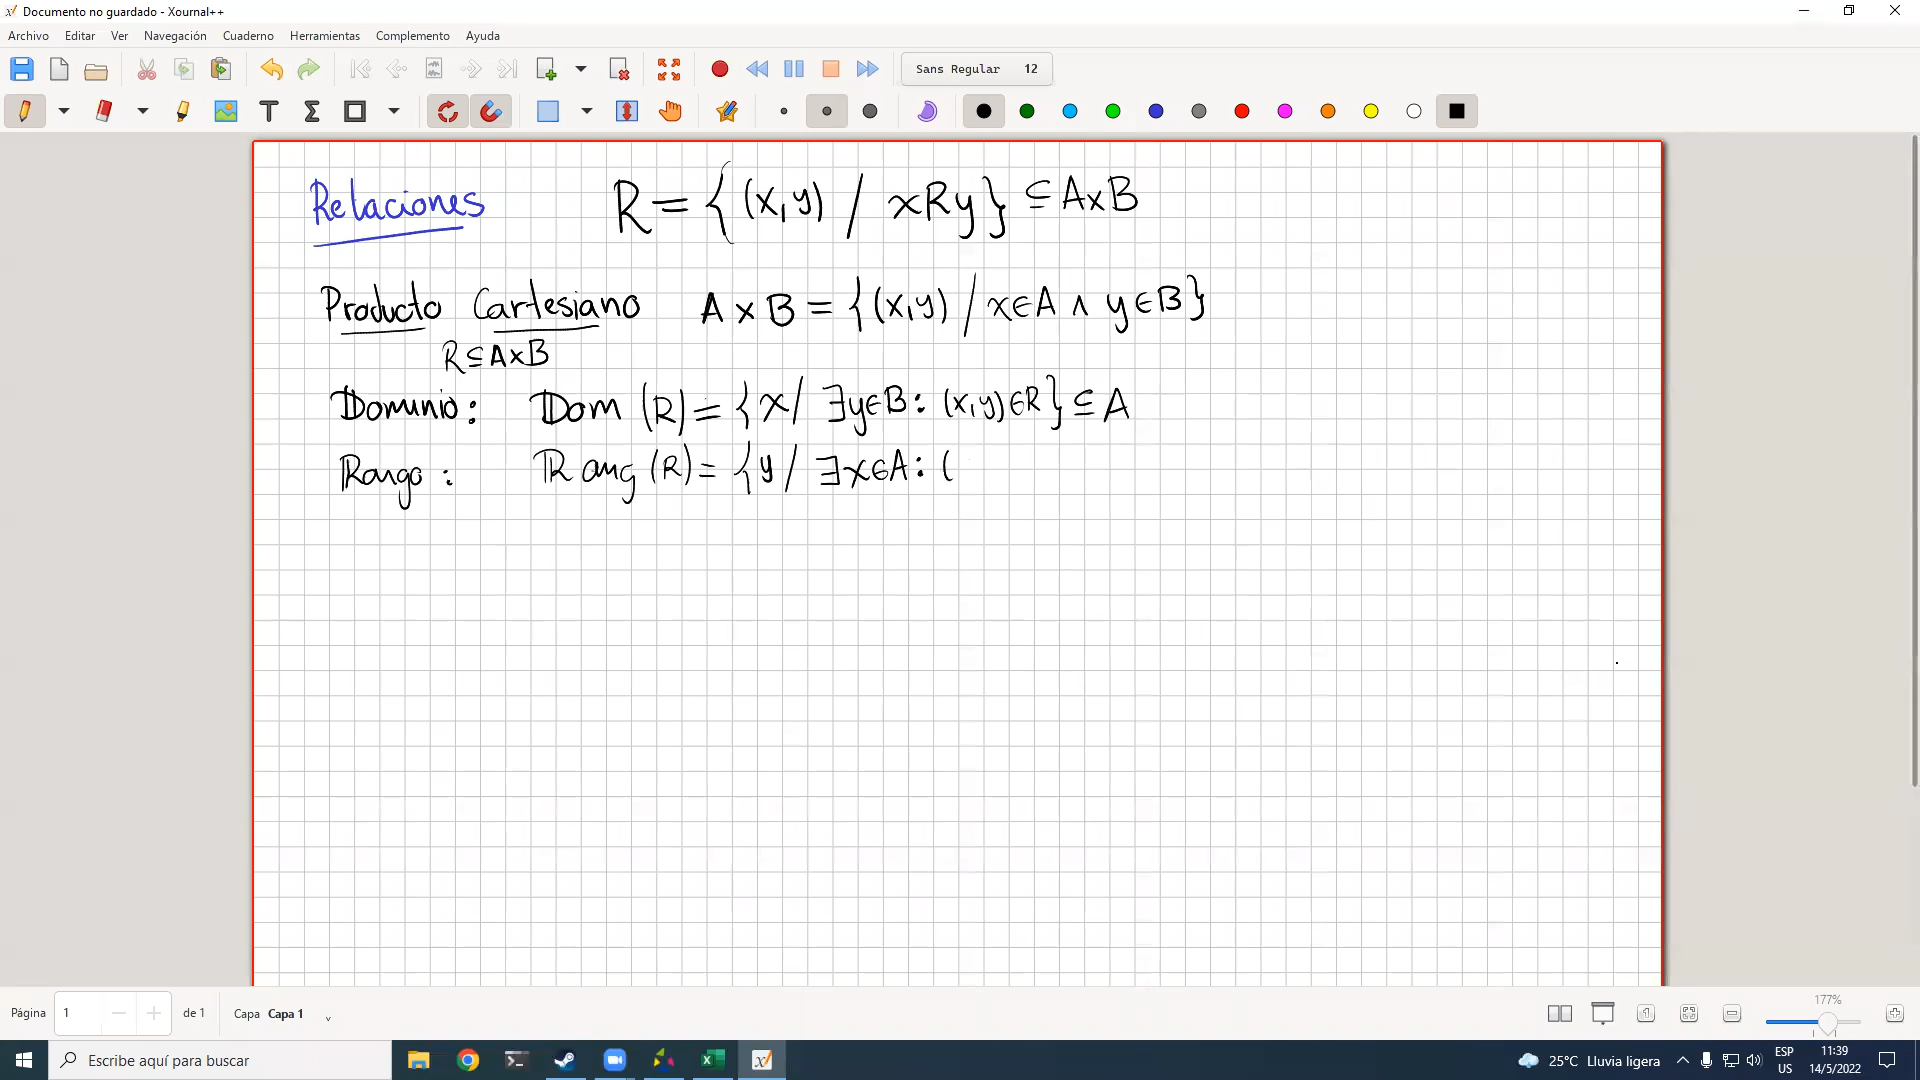 Documento no guardado - Xournal++
Archivo Editar Ver Navegación Cuaderno Herramientas Complemento Ayuda
Sans Regular 12
Relaciones R = {(x,y) / xRy} ⊆ A×B
Producto Cartesiano A × B = {(x,y) / x∈A ∧ y∈B}
R⊆A×B
Dominio: Dom (R) = {x / ∃y∈B: (x,y)∈R} ⊆ A
Rango: Rang (R) = {y / ∃x∈A: (
Página 1 de 1 Capa Capa 1 177%
Escribe aquí para buscar 25°C Lluvia ligera ESP US 11:39 14/5/2022